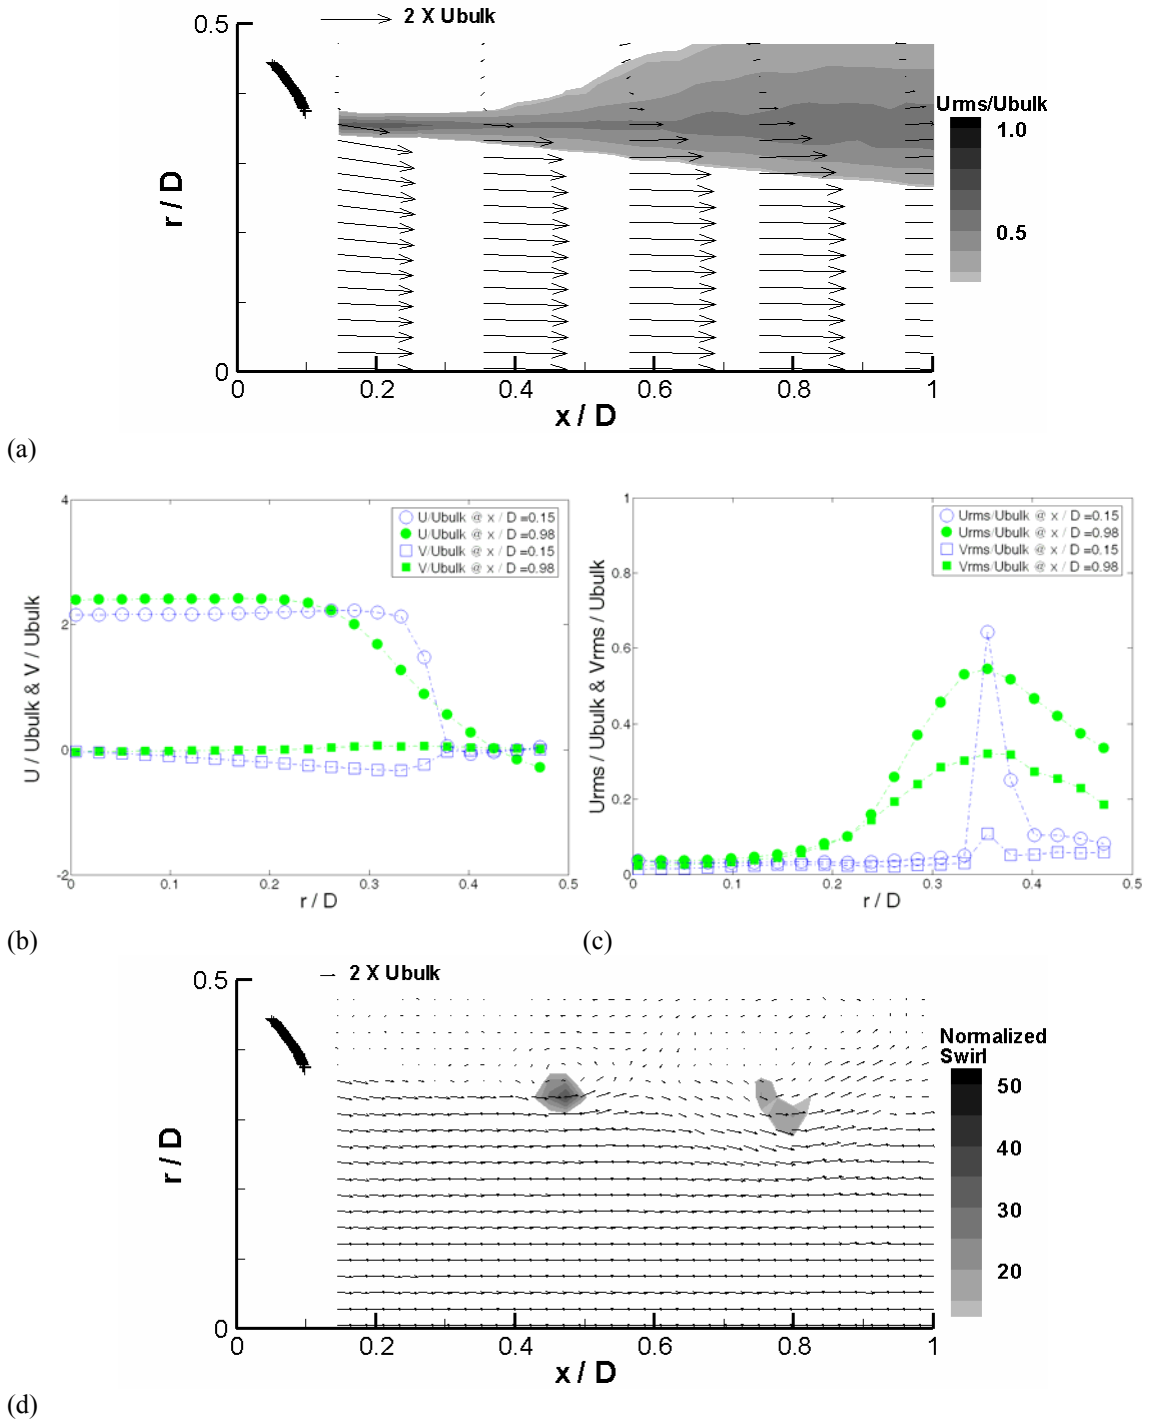 0.5
2 X Ubulk
Urms/Ubulk
1.0
0.5
r / D
0
0 0.2 0.4 0.6 0.8 1
x / D
(a)
4
2
0
-2
U / Ubulk & V / Ubulk
U/Ubulk @ x / D =0.15
U/Ubulk @ x / D =0.98
V/Ubulk @ x / D =0.15
V/Ubulk @ x / D =0.98
0 0.1 0.2 0.3 0.4 0.5
r / D
(b)
1
0.8
0.6
0.4
0.2
0
Urms / Ubulk & Vrms / Ubulk
Urms/Ubulk @ x / D =0.15
Urms/Ubulk @ x / D =0.98
Vrms/Ubulk @ x / D =0.15
Vrms/Ubulk @ x / D =0.98
0 0.1 0.2 0.3 0.4 0.5
r / D
(c)
0.5
2 X Ubulk
Normalized
Swirl
50
40
30
20
r / D
0
0 0.2 0.4 0.6 0.8 1
x / D
(d)